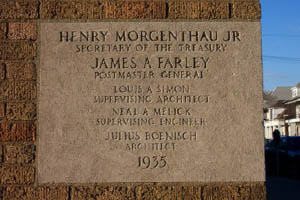 HENRY MORGENTHAU JR
SECRETARY OF THE TREASURY
JAMES A FARLEY
POSTMASTER GENERAL
LOUIS A SIMON
SUPERVISING ARCHITECT
NEAL A MELICK
SUPERVISING ENGINEER
JULIUS BOENISCH
ARCHITECT
1935